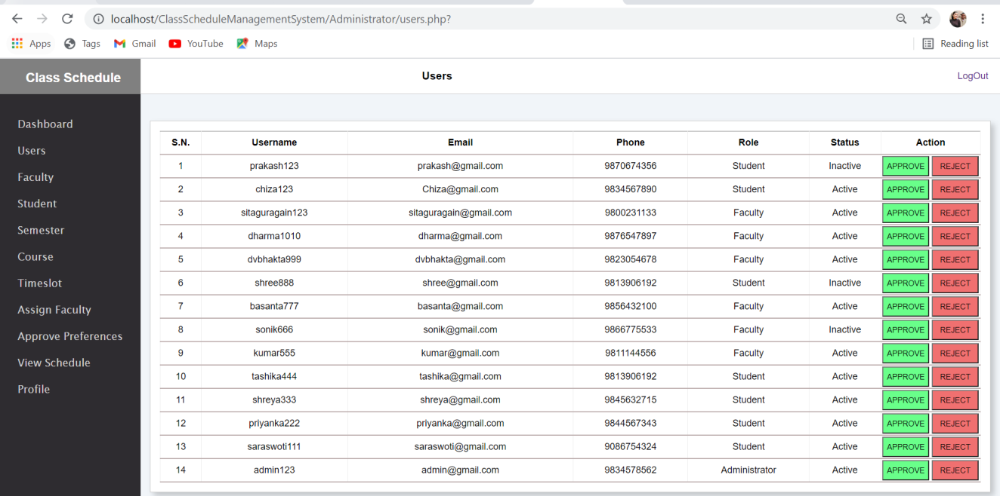 localhost/ClassScheduleManagementSystem/Administrator/users.php?
Apps Tags Gmail YouTube Maps Reading list
Class Schedule Users LogOut
Dashboard
Users
Faculty
Student
Semester
Course
Timeslot
Assign Faculty
Approve Preferences
View Schedule
Profile
S.N. Username Email Phone Role Status Action
1 prakash123 prakash@gmail.com 9870674356 Student Inactive APPROVE REJECT
2 chiza123 Chiza@gmail.com 9834567890 Student Active APPROVE REJECT
3 sitaguragain123 sitaguragain@gmail.com 9800231133 Faculty Active APPROVE REJECT
4 dharma1010 dharma@gmail.com 9876547897 Faculty Active APPROVE REJECT
5 dvbhakta999 dvbhakta@gmail.com 9823054678 Faculty Active APPROVE REJECT
6 shree888 shree@gmail.com 9813906192 Student Inactive APPROVE REJECT
7 basanta777 basanta@gmail.com 9856432100 Faculty Active APPROVE REJECT
8 sonik666 sonik@gmail.com 9866775533 Faculty Inactive APPROVE REJECT
9 kumar555 kumar@gmail.com 9811144556 Faculty Active APPROVE REJECT
10 tashika444 tashika@gmail.com 9813906192 Student Active APPROVE REJECT
11 shreya333 shreya@gmail.com 9845632715 Student Active APPROVE REJECT
12 priyanka222 priyanka@gmail.com 9844567343 Student Active APPROVE REJECT
13 saraswoti111 saraswoti@gmail.com 9086754324 Student Active APPROVE REJECT
14 admin123 admin@gmail.com 9834578562 Administrator Active APPROVE REJECT